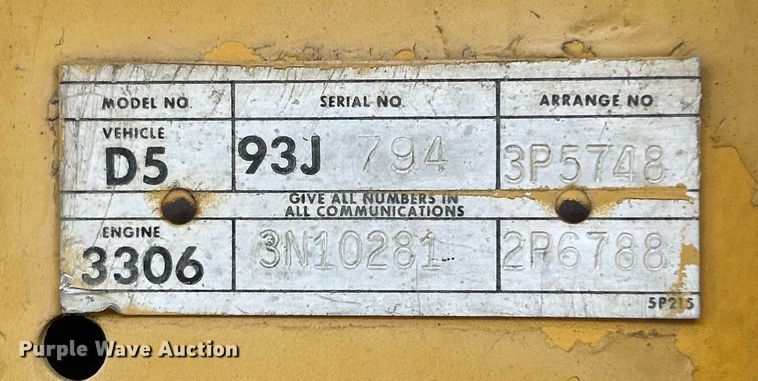 MODEL NO. SERIAL NO. ARRANGE NO
VEHICLE
D5 93J 794 3P5748
GIVE ALL NUMBERS IN
ALL COMMUNICATIONS
ENGINE
3306 3N10281 2P6788
5P215
Purple Wave Auction